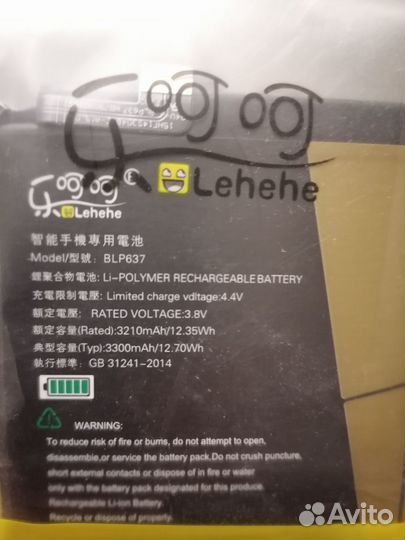 乐呵呵
Lehehe
乐呵呵®
Lehehe
智能手機專用電池
Model/型號: BLP637
鋰聚合物電池: Li-POLYMER RECHARGEABLE BATTERY
充電限制電壓: Limited charge vdltage:4.4V
額定電壓: RATED VOLTAGE:3.8V
額定容量(Rated):3210mAh/12.35Wh
典型容量(Typ):3300mAh/12.70Wh
執行標準: GB 31241-2014
WARNING:
To reduce risk of fire or burns, do not attempt to open,
disassemble,or service the battery pack.Do not crush puncture,
short external contacts or dispose of in fire or water
only with the battery pack designated for this produce.
Rechargeable Li-Ion Battery.
Recycle or dispose of properly.
Avito